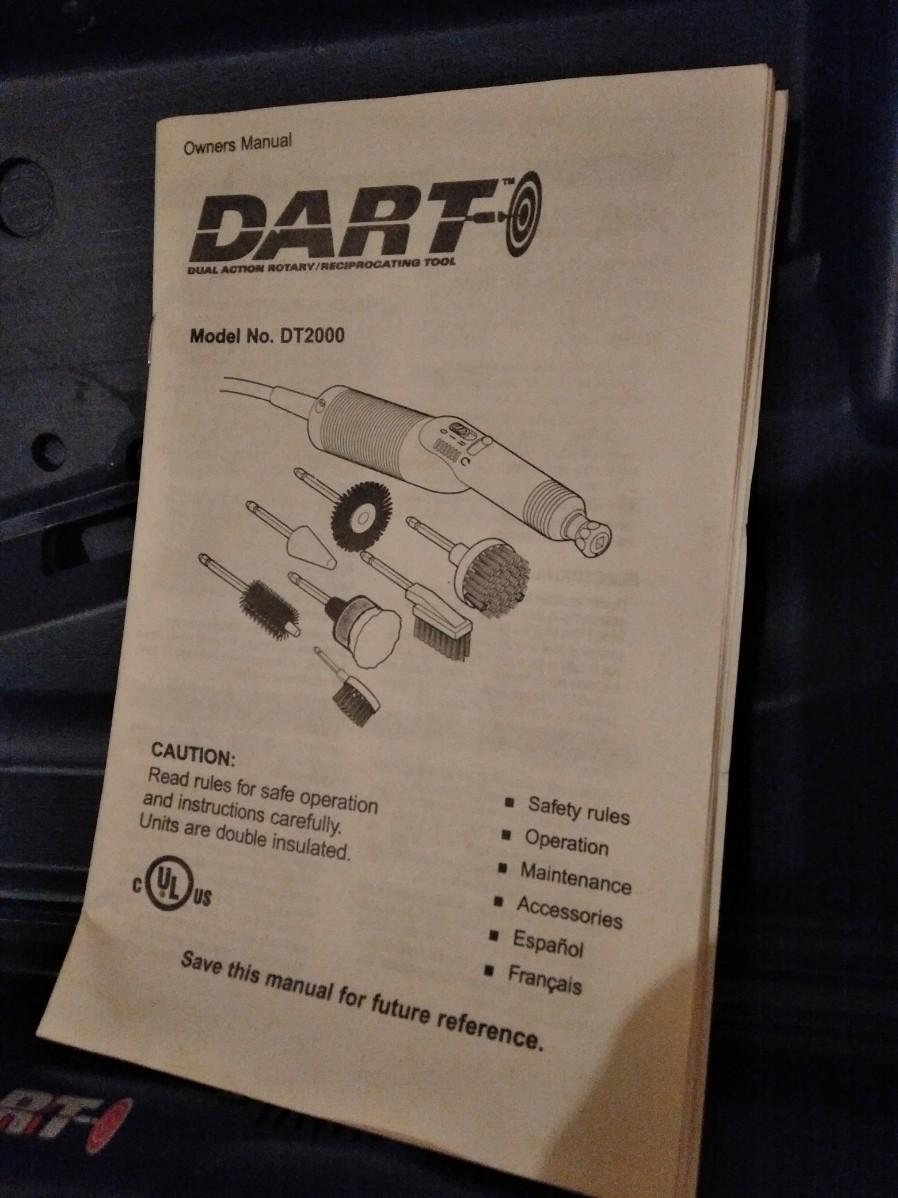 Owners Manual
DART™
DUAL ACTION ROTARY/RECIPROCATING TOOL
Model No. DT2000
CAUTION:
Read rules for safe operation
and instructions carefully.
Units are double insulated.
C UL US
■ Safety rules
■ Operation
■ Maintenance
■ Accessories
■ Español
■ Français
Save this manual for future reference.
RT